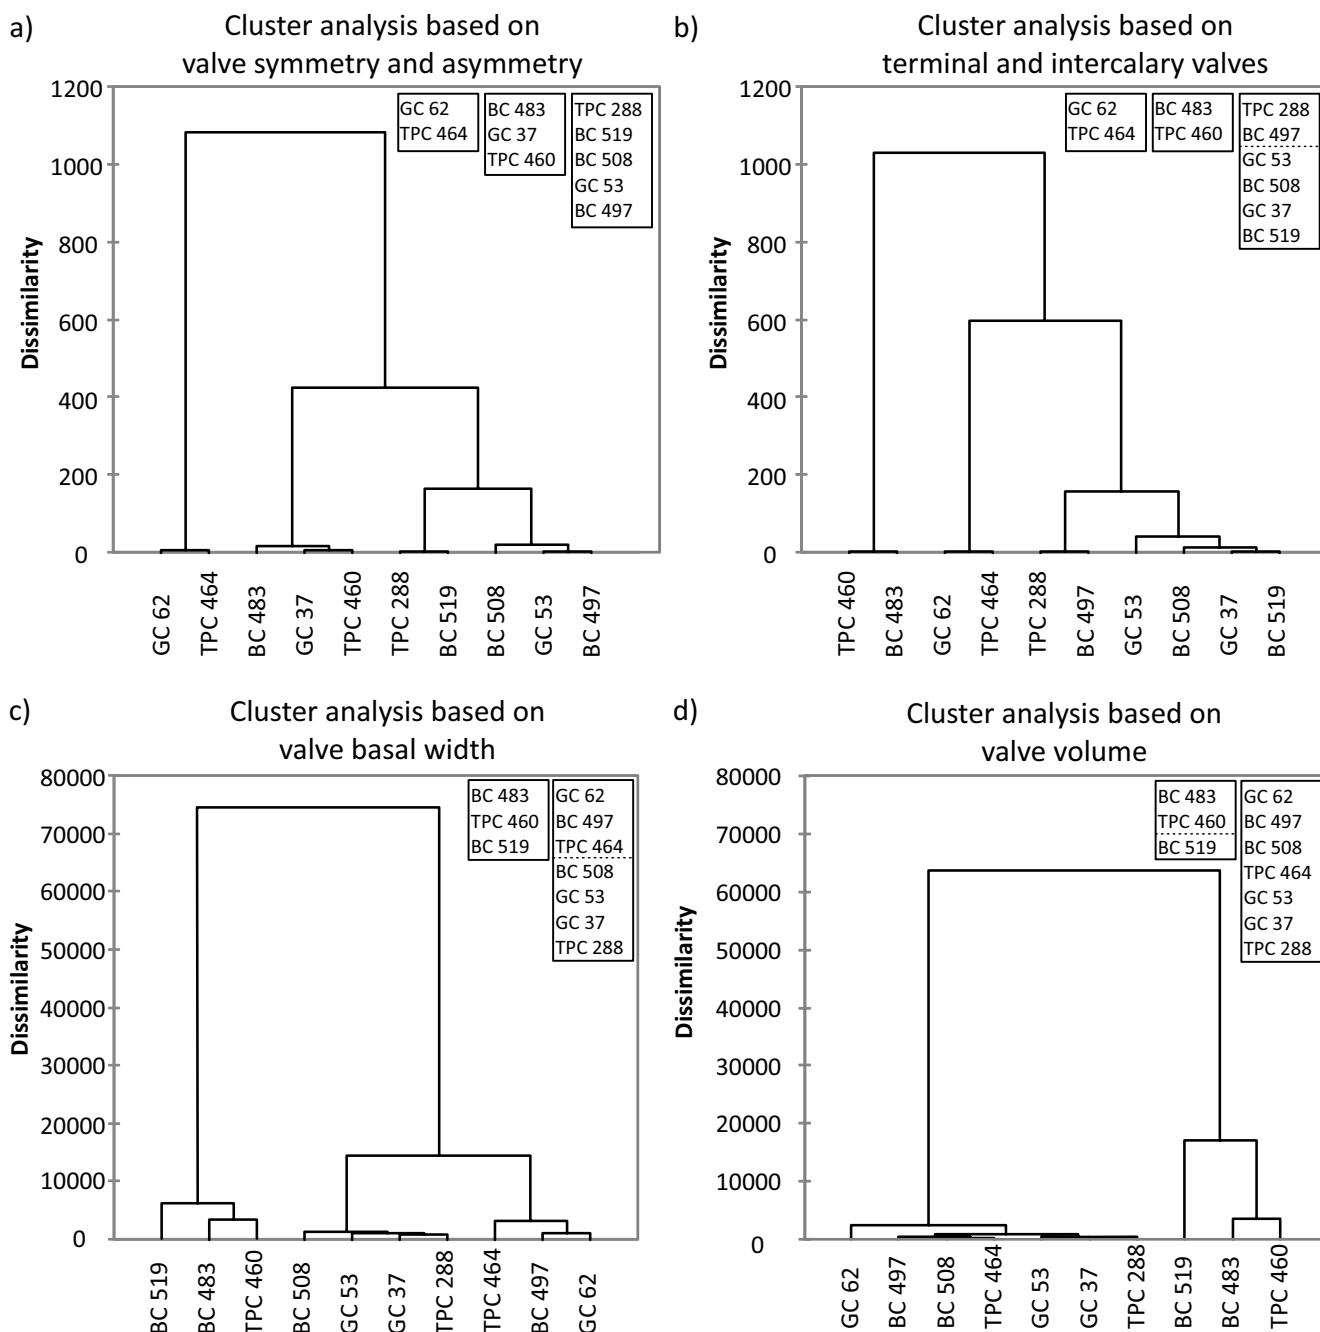 a)
Cluster analysis based on
valve symmetry and asymmetry
Dissimilarity
1200
1000
800
600
400
200
0
GC 62
TPC 464
BC 483
GC 37
TPC 460
TPC 288
BC 519
BC 508
GC 53
BC 497
GC 62
TPC 464
BC 483
GC 37
TPC 460
TPC 288
BC 519
BC 508
GC 53
BC 497
b)
Cluster analysis based on
terminal and intercalary valves
Dissimilarity
1200
1000
800
600
400
200
0
GC 62
TPC 464
BC 483
TPC 460
TPC 288
BC 497
GC 53
BC 508
GC 37
BC 519
TPC 460
BC 483
GC 62
TPC 464
TPC 288
BC 497
GC 53
BC 508
GC 37
BC 519
c)
Cluster analysis based on
valve basal width
Dissimilarity
80000
70000
60000
50000
40000
30000
20000
10000
0
BC 483
TPC 460
BC 519
GC 62
BC 497
TPC 464
BC 508
GC 53
GC 37
TPC 288
BC 519
BC 483
TPC 460
BC 508
GC 53
GC 37
TPC 288
TPC 464
BC 497
GC 62
d)
Cluster analysis based on
valve volume
Dissimilarity
80000
70000
60000
50000
40000
30000
20000
10000
0
BC 483
TPC 460
BC 519
GC 62
BC 497
BC 508
TPC 464
GC 53
GC 37
TPC 288
GC 62
BC 497
BC 508
TPC 464
GC 53
GC 37
TPC 288
BC 519
BC 483
TPC 460